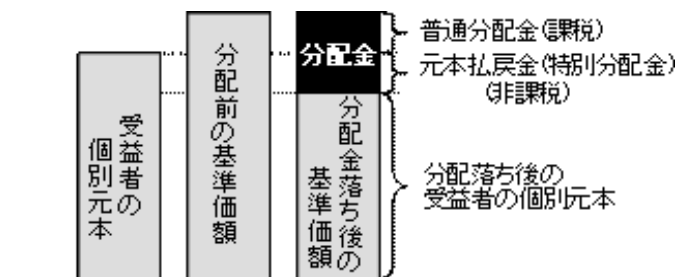 受益者の
個別元本
分配前の基準価額
分配金
分配金落ち後の
基準価額
普通分配金(課税)
元本払戻金(特別分配金)
(非課税)
分配落ち後の
受益者の個別元本